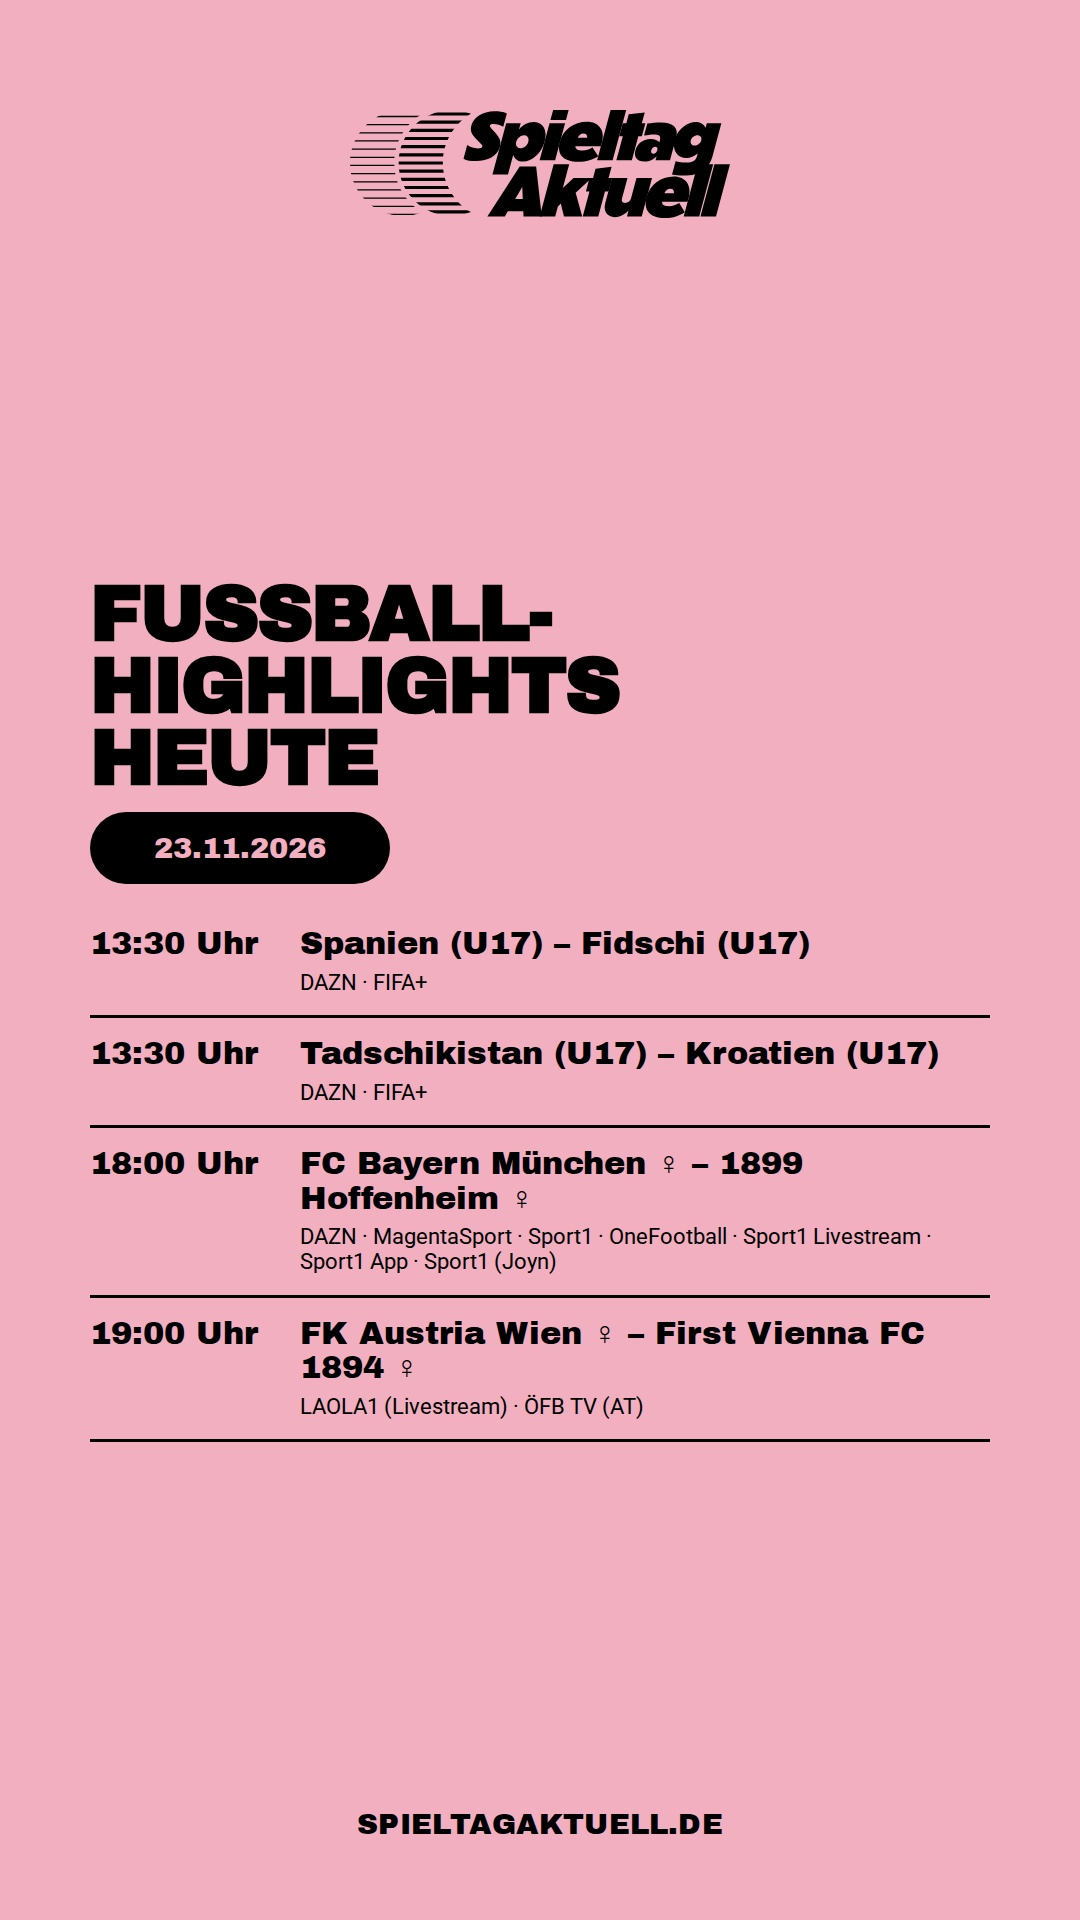 Spieltag
Aktuell
FUSSBALL-
HIGHLIGHTS
HEUTE
23.11.2026
13:30 Uhr Spanien (U17) – Fidschi (U17)
DAZN · FIFA+
13:30 Uhr Tadschikistan (U17) – Kroatien (U17)
DAZN · FIFA+
18:00 Uhr FC Bayern München ♀ – 1899
Hoffenheim ♀
DAZN · MagentaSport · Sport1 · OneFootball · Sport1 Livestream ·
Sport1 App · Sport1 (Joyn)
19:00 Uhr FK Austria Wien ♀ – First Vienna FC
1894 ♀
LAOLA1 (Livestream) · ÖFB TV (AT)
SPIELTAGAKTUELL.DE